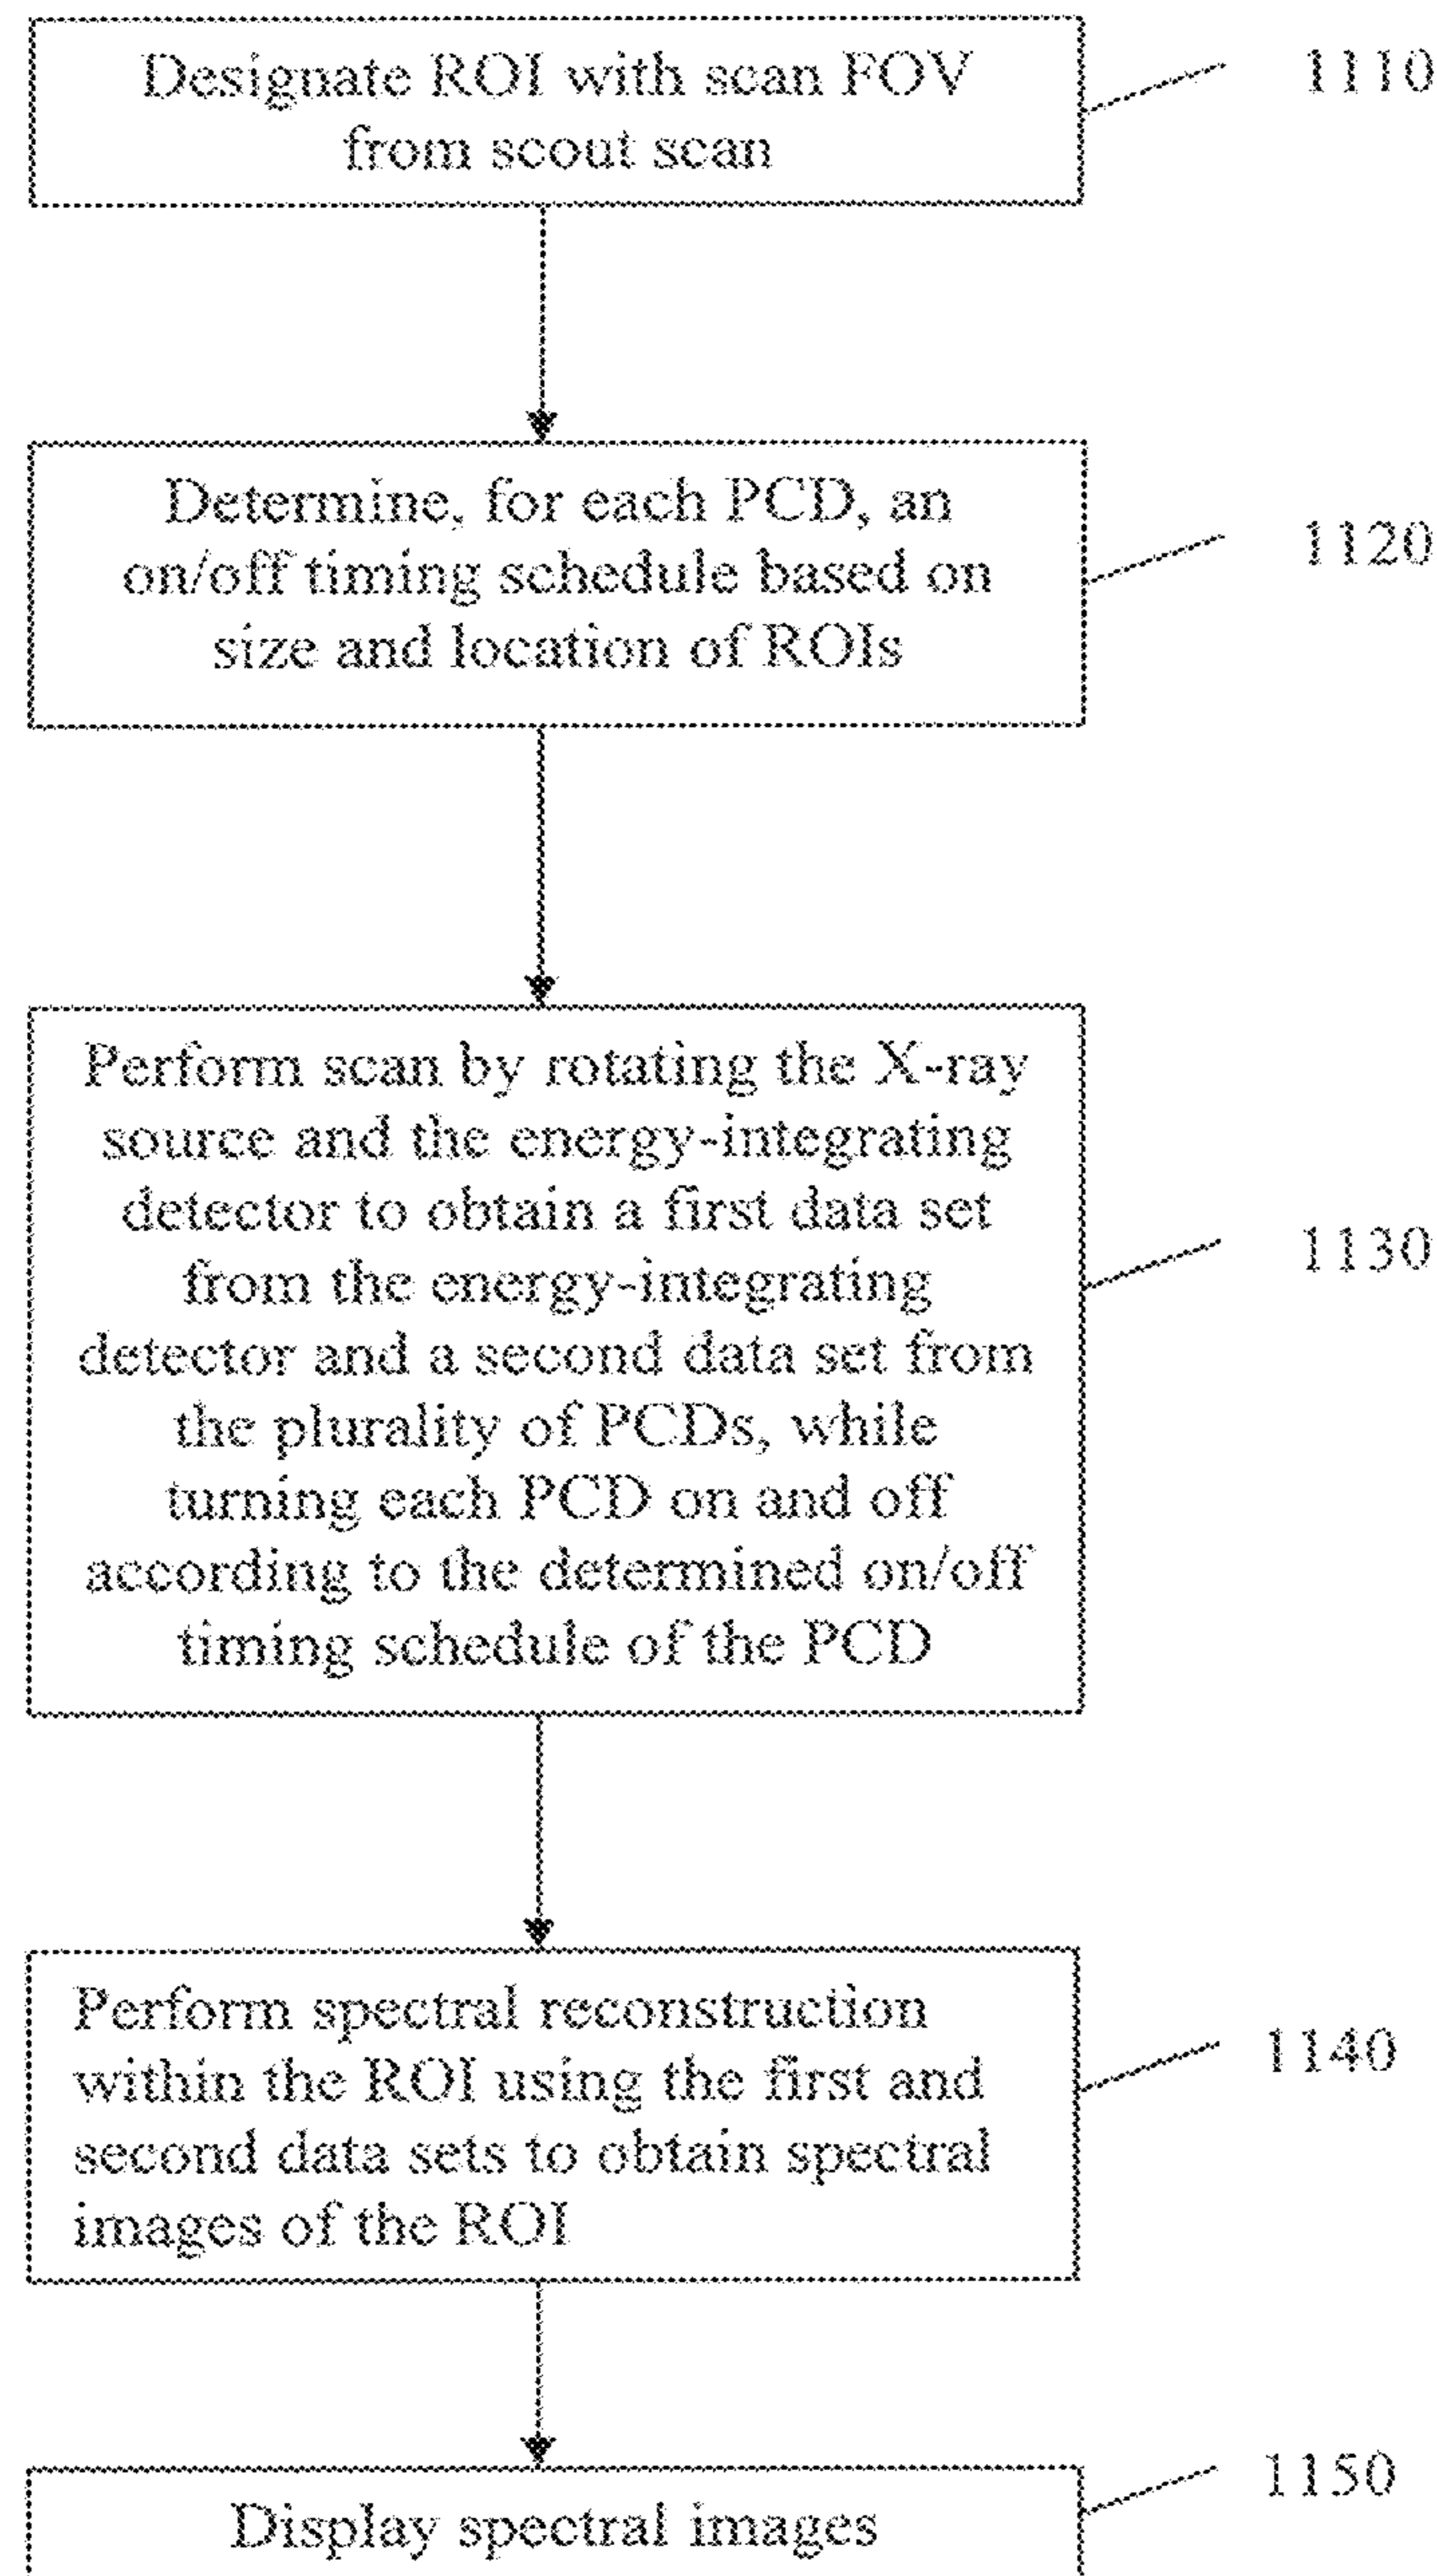 Designate ROI with scan FOV
from scout scan
1110
Determine, for each PCD, an
on/off timing schedule based on
size and location of ROIs
1120
Perform scan by rotating the X-ray
source and the energy-integrating
detector to obtain a first data set
from the energy-integrating
detector and a second data set from
the plurality of PCDs, while
turning each PCD on and off
according to the determined on/off
timing schedule of the PCD
1130
Perform spectral reconstruction
within the ROI using the first and
second data sets to obtain spectral
images of the ROI
1140
Display spectral images
1150